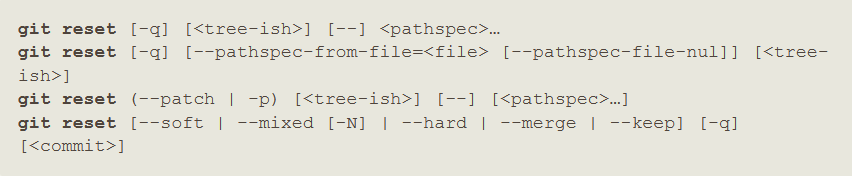 git reset [-q] [<tree-ish>] [--] <pathspec>…
git reset [-q] [--pathspec-from-file=<file> [--pathspec-file-nul]] [<tree-
ish>]
git reset (--patch | -p) [<tree-ish>] [--] [<pathspec>…]
git reset [--soft | --mixed [-N] | --hard | --merge | --keep] [-q]
[<commit>]